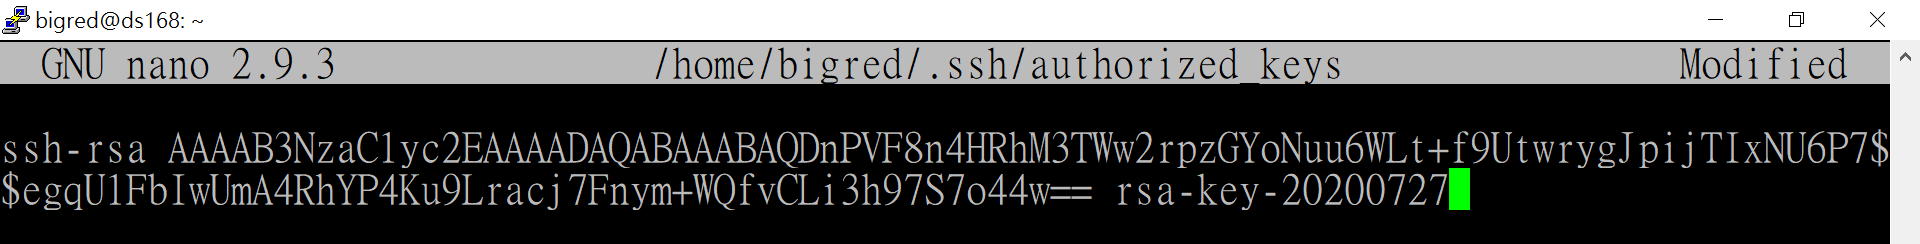 bigred@ds168: ~
GNU nano 2.9.3 /home/bigred/.ssh/authorized_keys Modified
ssh-rsa AAAAB3NzaC1yc2EAAAADAQABAAABAQDnPVF8n4HRhM3TWw2rpzGYoNuu6WLt+f9UtwrygJpijTIxNU6P7$
$egqU1FbIwUmA4RhYP4Ku9Lracj7Fnym+WQfvCLi3h97S7o44w== rsa-key-20200727